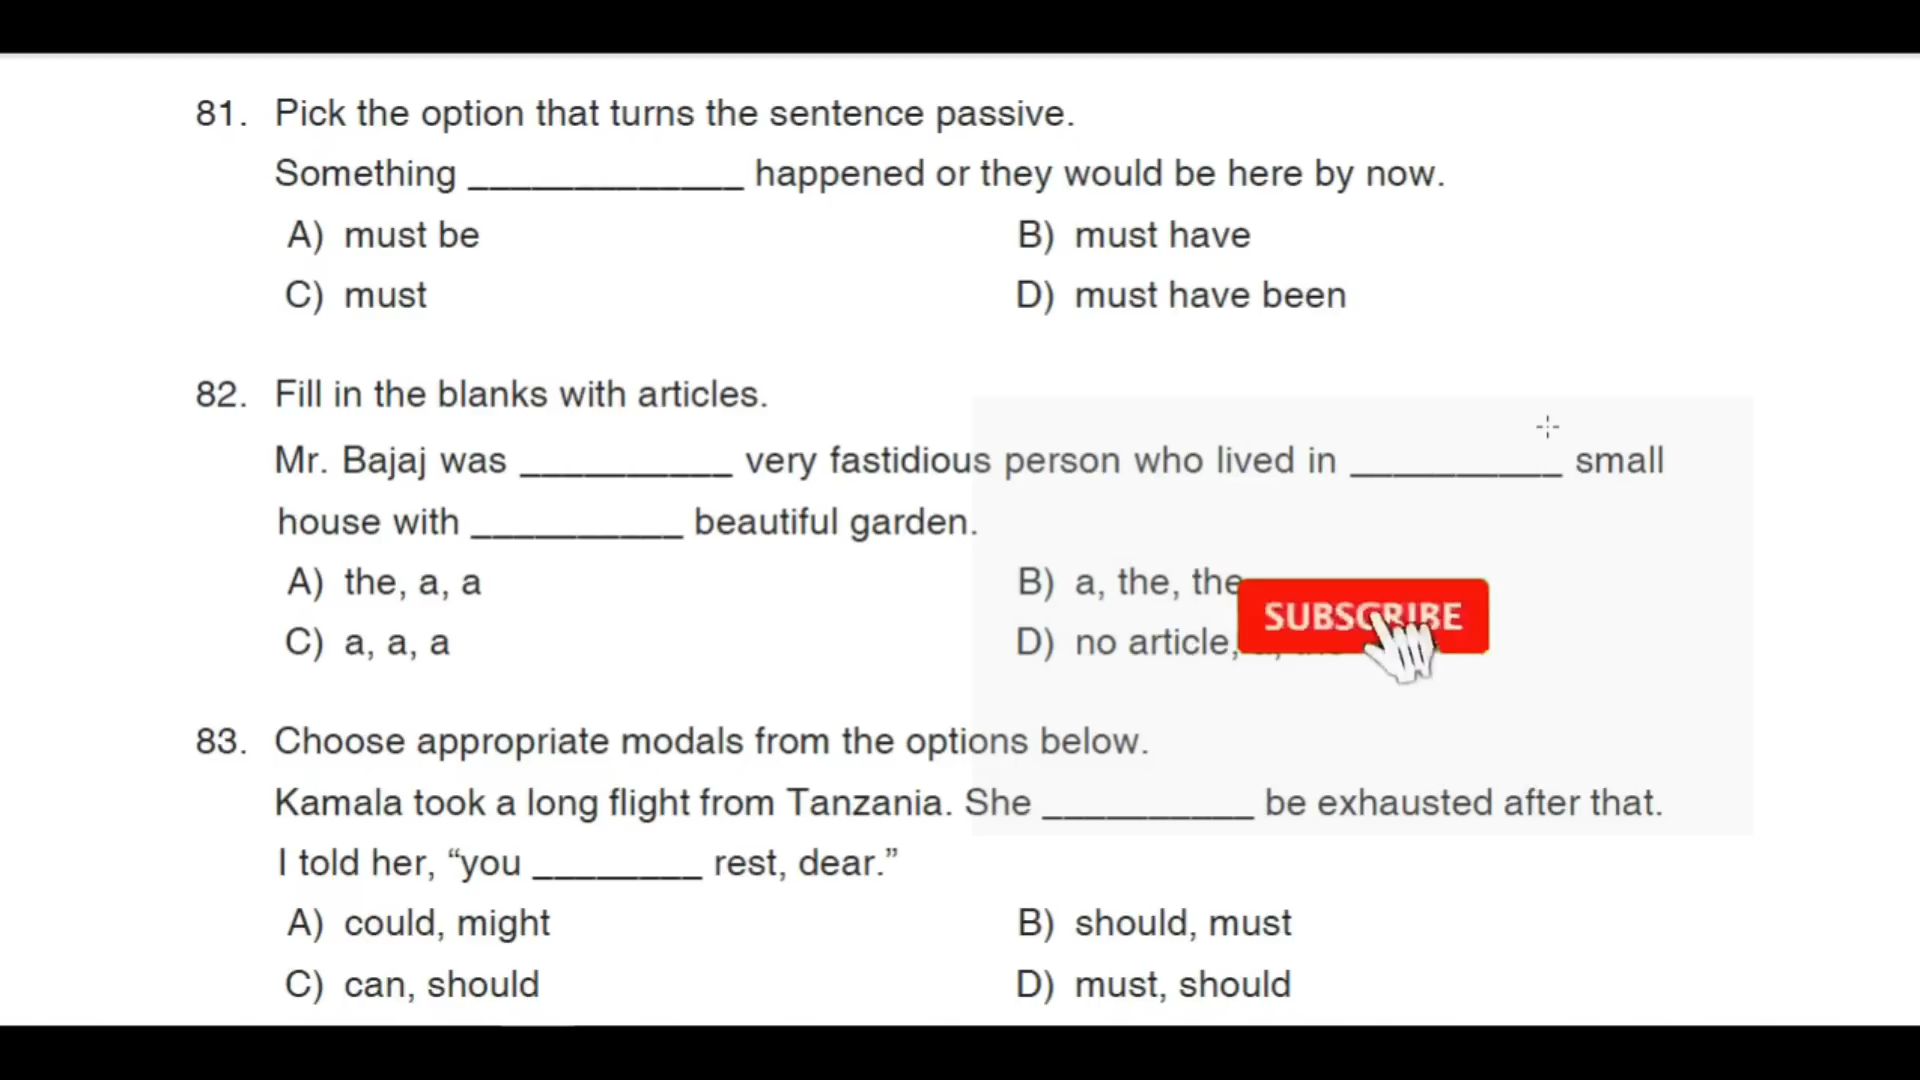 81. Pick the option that turns the sentence passive.
Something _____________ happened or they would be here by now.
A) must be B) must have
C) must D) must have been
82. Fill in the blanks with articles.
Mr. Bajaj was __________ very fastidious person who lived in __________ small
house with __________ beautiful garden.
A) the, a, a B) a, the, the
C) a, a, a D) no article,
SUBSCRIBE
83. Choose appropriate modals from the options below.
Kamala took a long flight from Tanzania. She __________ be exhausted after that.
I told her, “you ________ rest, dear.”
A) could, might B) should, must
C) can, should D) must, should